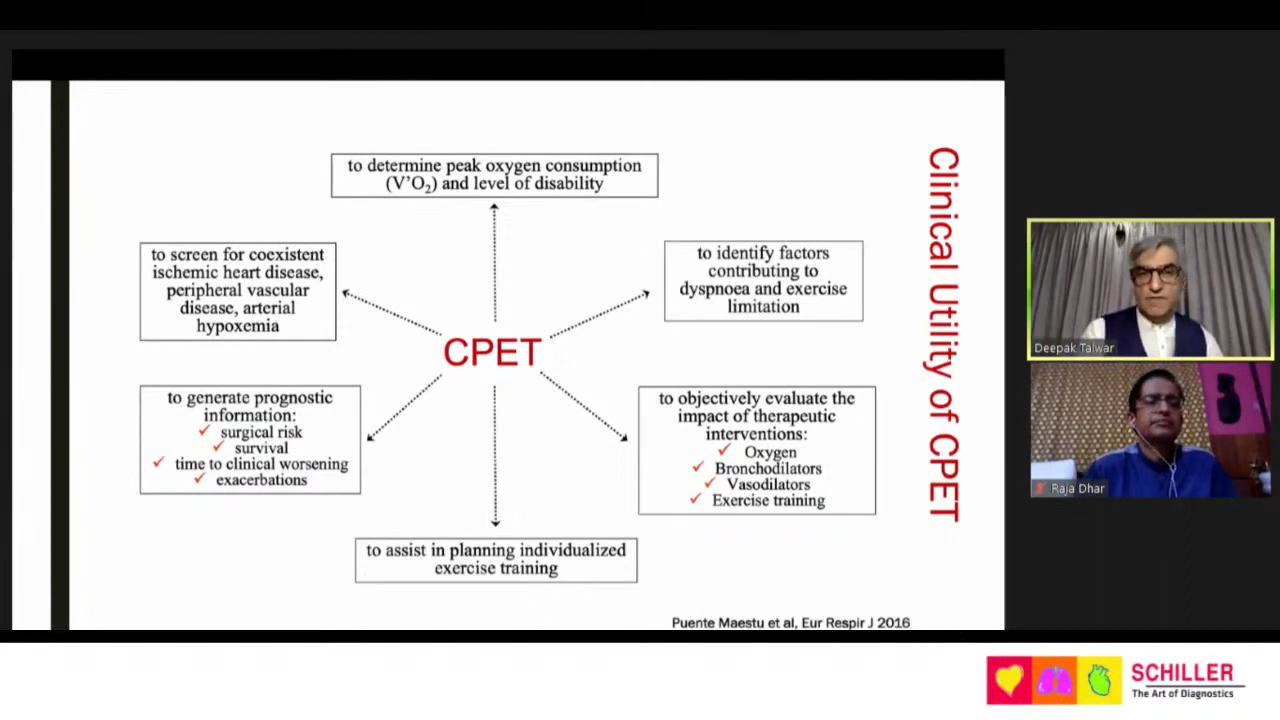 Clinical Utility of CPET
to determine peak oxygen consumption
(V'O₂) and level of disability
to screen for coexistent
ischemic heart disease,
peripheral vascular
disease, arterial
hypoxemia
to identify factors
contributing to
dyspnoea and exercise
limitation
CPET
to generate prognostic
information:
✓ surgical risk
✓ survival
✓ time to clinical worsening
✓ exacerbations
to objectively evaluate the
impact of therapeutic
interventions:
✓ Oxygen
✓ Bronchodilators
✓ Vasodilators
✓ Exercise training
to assist in planning individualized
exercise training
Puente Maestu et al, Eur Respir J 2016
Deepak Talwar
Raja Dhar
SCHILLER
The Art of Diagnostics